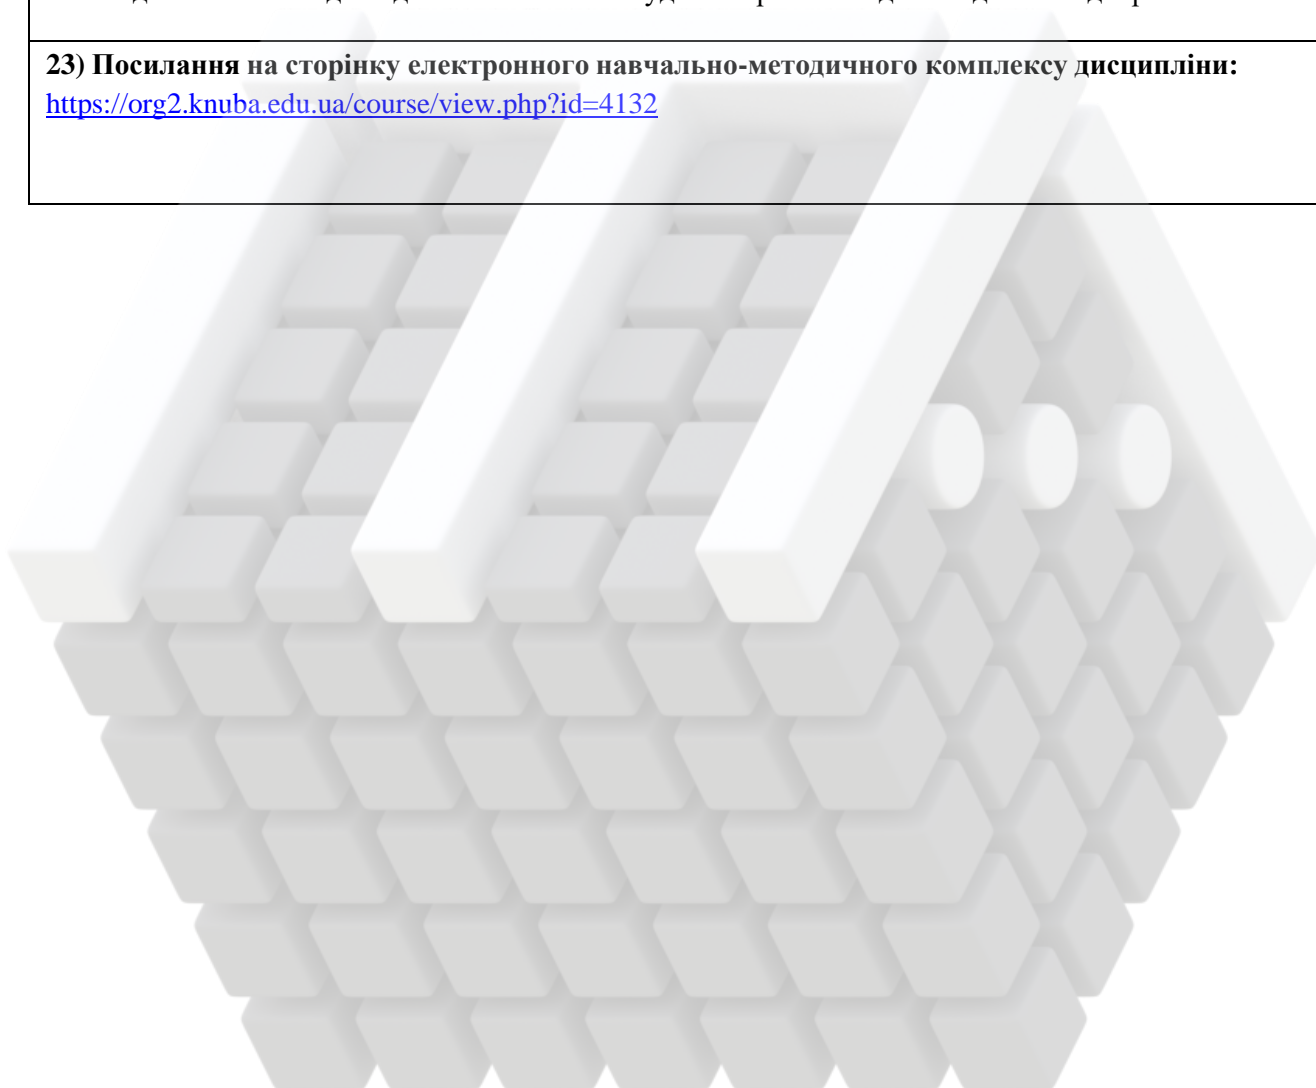 23) Посилання на сторінку електронного навчально-методичного комплексу дисципліни:
https://org2.knuba.edu.ua/course/view.php?id=4132